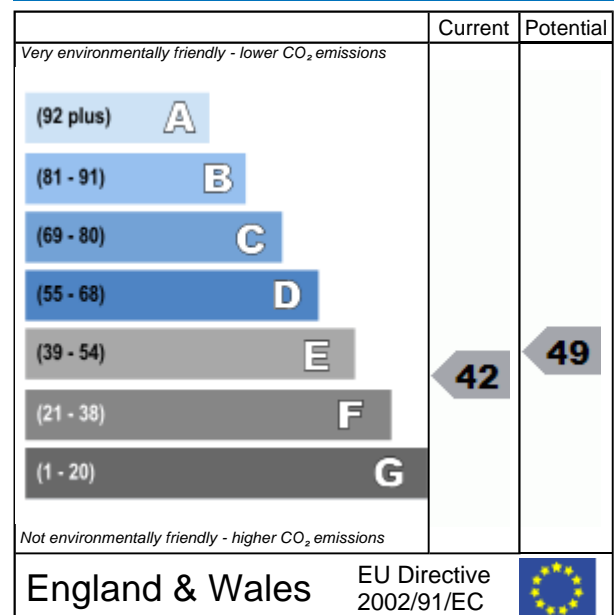 Current Potential
Very environmentally friendly - lower CO₂ emissions
(92 plus) A
(81 - 91) B
(69 - 80) C
(55 - 68) D
(39 - 54) E
42
49
(21 - 38) F
(1 - 20) G
Not environmentally friendly - higher CO₂ emissions
England & Wales
EU Directive
2002/91/EC